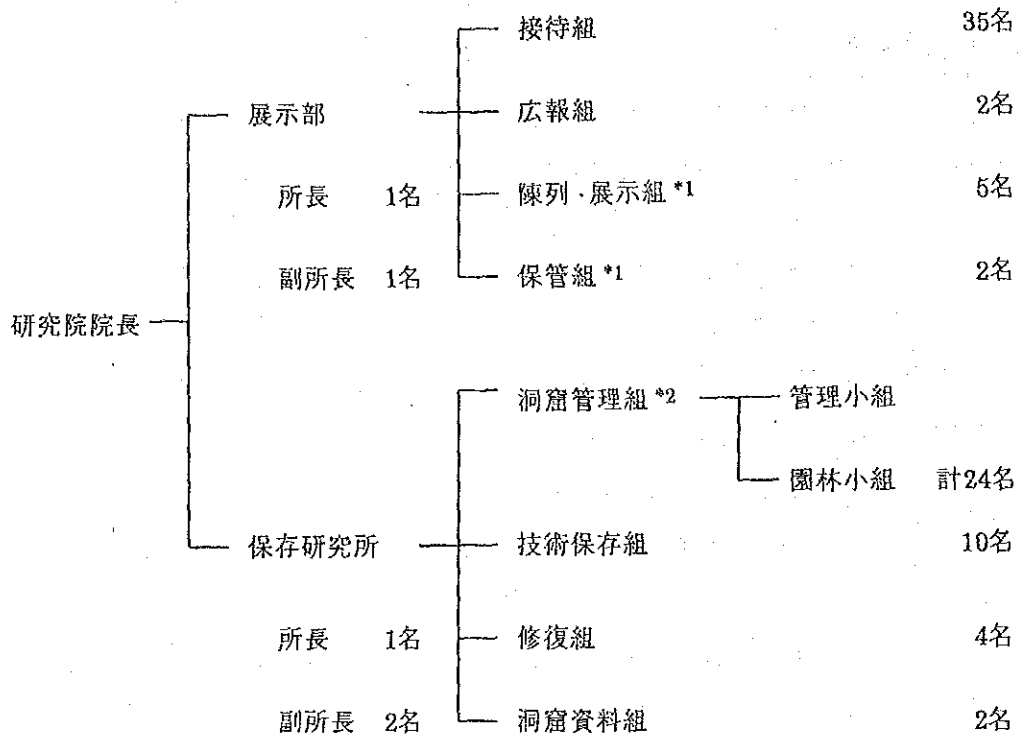 接待組 35名
展示部 広報組 2名
所長 1名 陳列・展示組 *1 5名
副所長 1名 保管組 *1 2名
研究院院長
洞窟管理組 *2 管理小組
園林小組 計24名
保存研究所 技術保存組 10名
所長 1名 修復組 4名
副所長 2名 洞窟資料組 2名